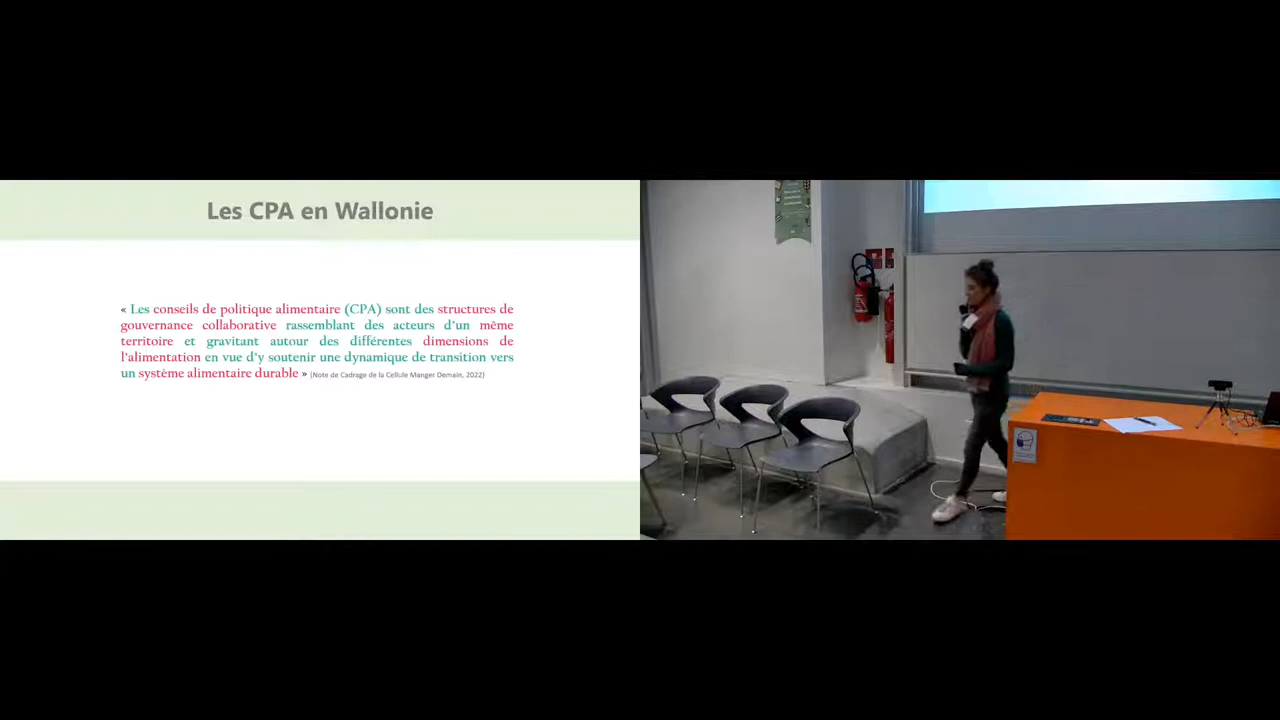 Les CPA en Wallonie
« Les conseils de politique alimentaire (CPA) sont des structures de
gouvernance collaborative rassemblant des acteurs d'un même
territoire et gravitant autour des différentes dimensions de
l'alimentation en vue d'y soutenir une dynamique de transition vers
un système alimentaire durable » (Note de Cadrage de la Cellule Manger Demain, 2022)